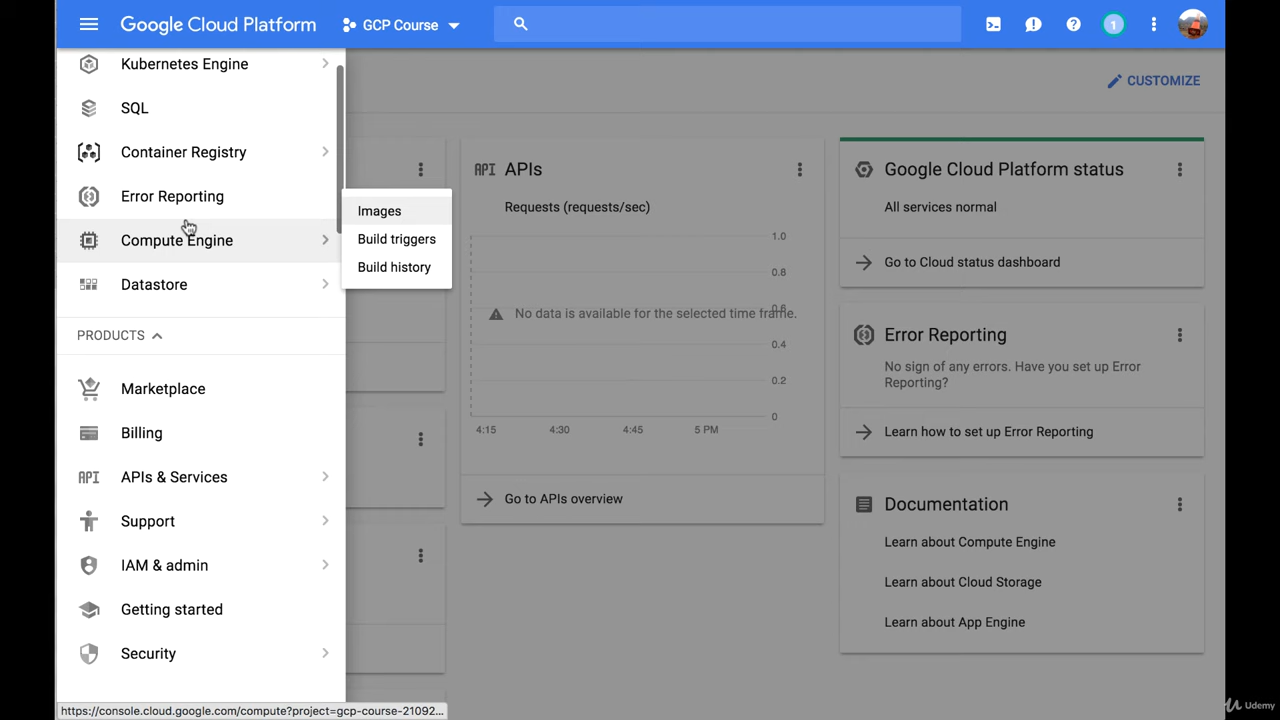 Google Cloud Platform
GCP Course
1
Kubernetes Engine
SQL
Container Registry
Error Reporting
Compute Engine
Datastore
PRODUCTS
Marketplace
Billing
API APIs & Services
Support
IAM & admin
Getting started
Security
Images
Build triggers
Build history
CUSTOMIZE
API APIs
Requests (requests/sec)
1.0
0.8
0.6
0.4
0.2
0
No data is available for the selected time frame.
4:15 4:30 4:45 5 PM
Go to APIs overview
Google Cloud Platform status
All services normal
Go to Cloud status dashboard
Error Reporting
No sign of any errors. Have you set up Error
Reporting?
Learn how to set up Error Reporting
Documentation
Learn about Compute Engine
Learn about Cloud Storage
Learn about App Engine
https://console.cloud.google.com/compute?project=gcp-course-21092...
Udemy